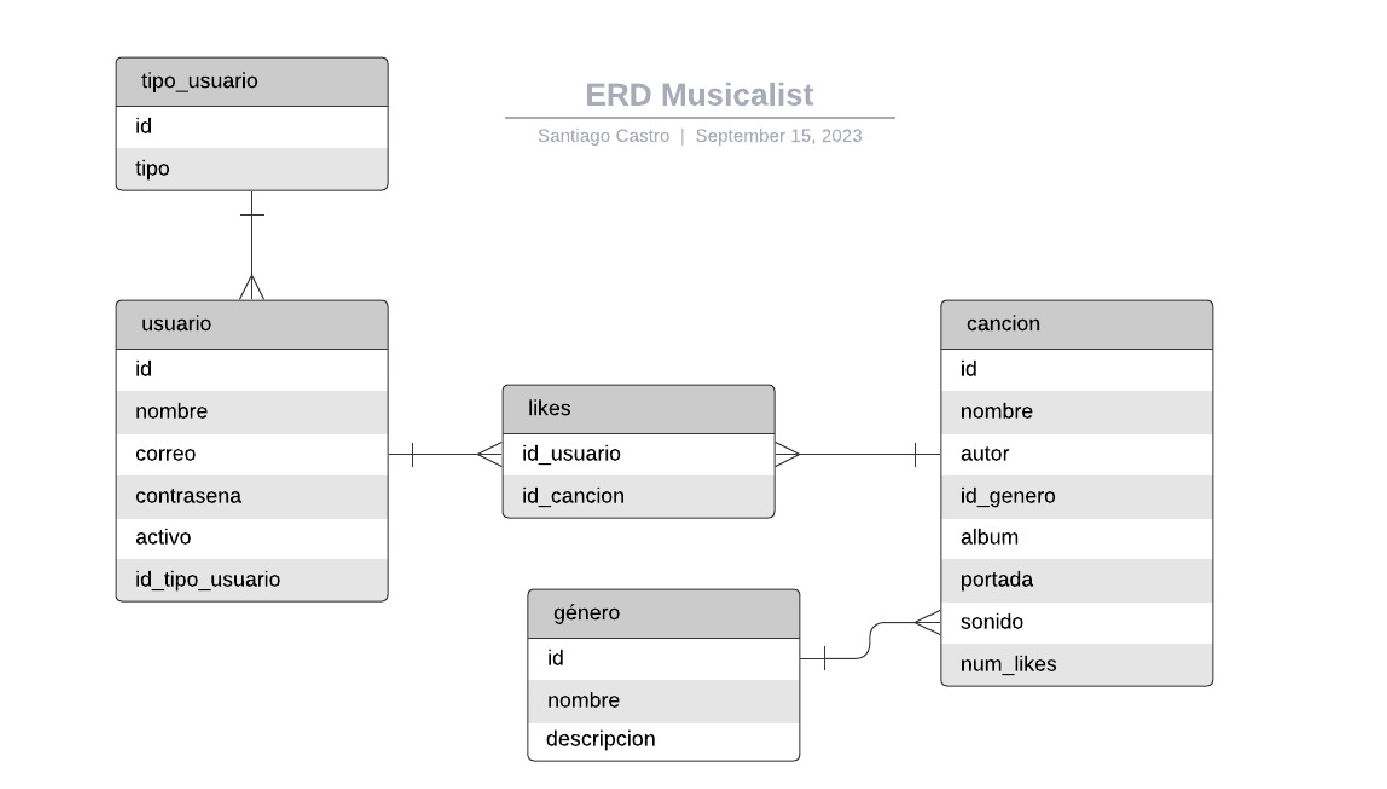 tipo_usuario
id
tipo
ERD Musicalist
Santiago Castro | September 15, 2023
usuario
id
nombre
correo
contrasena
activo
id_tipo_usuario
likes
id_usuario
id_cancion
cancion
id
nombre
autor
id_genero
album
portada
sonido
num_likes
género
id
nombre
descripcion